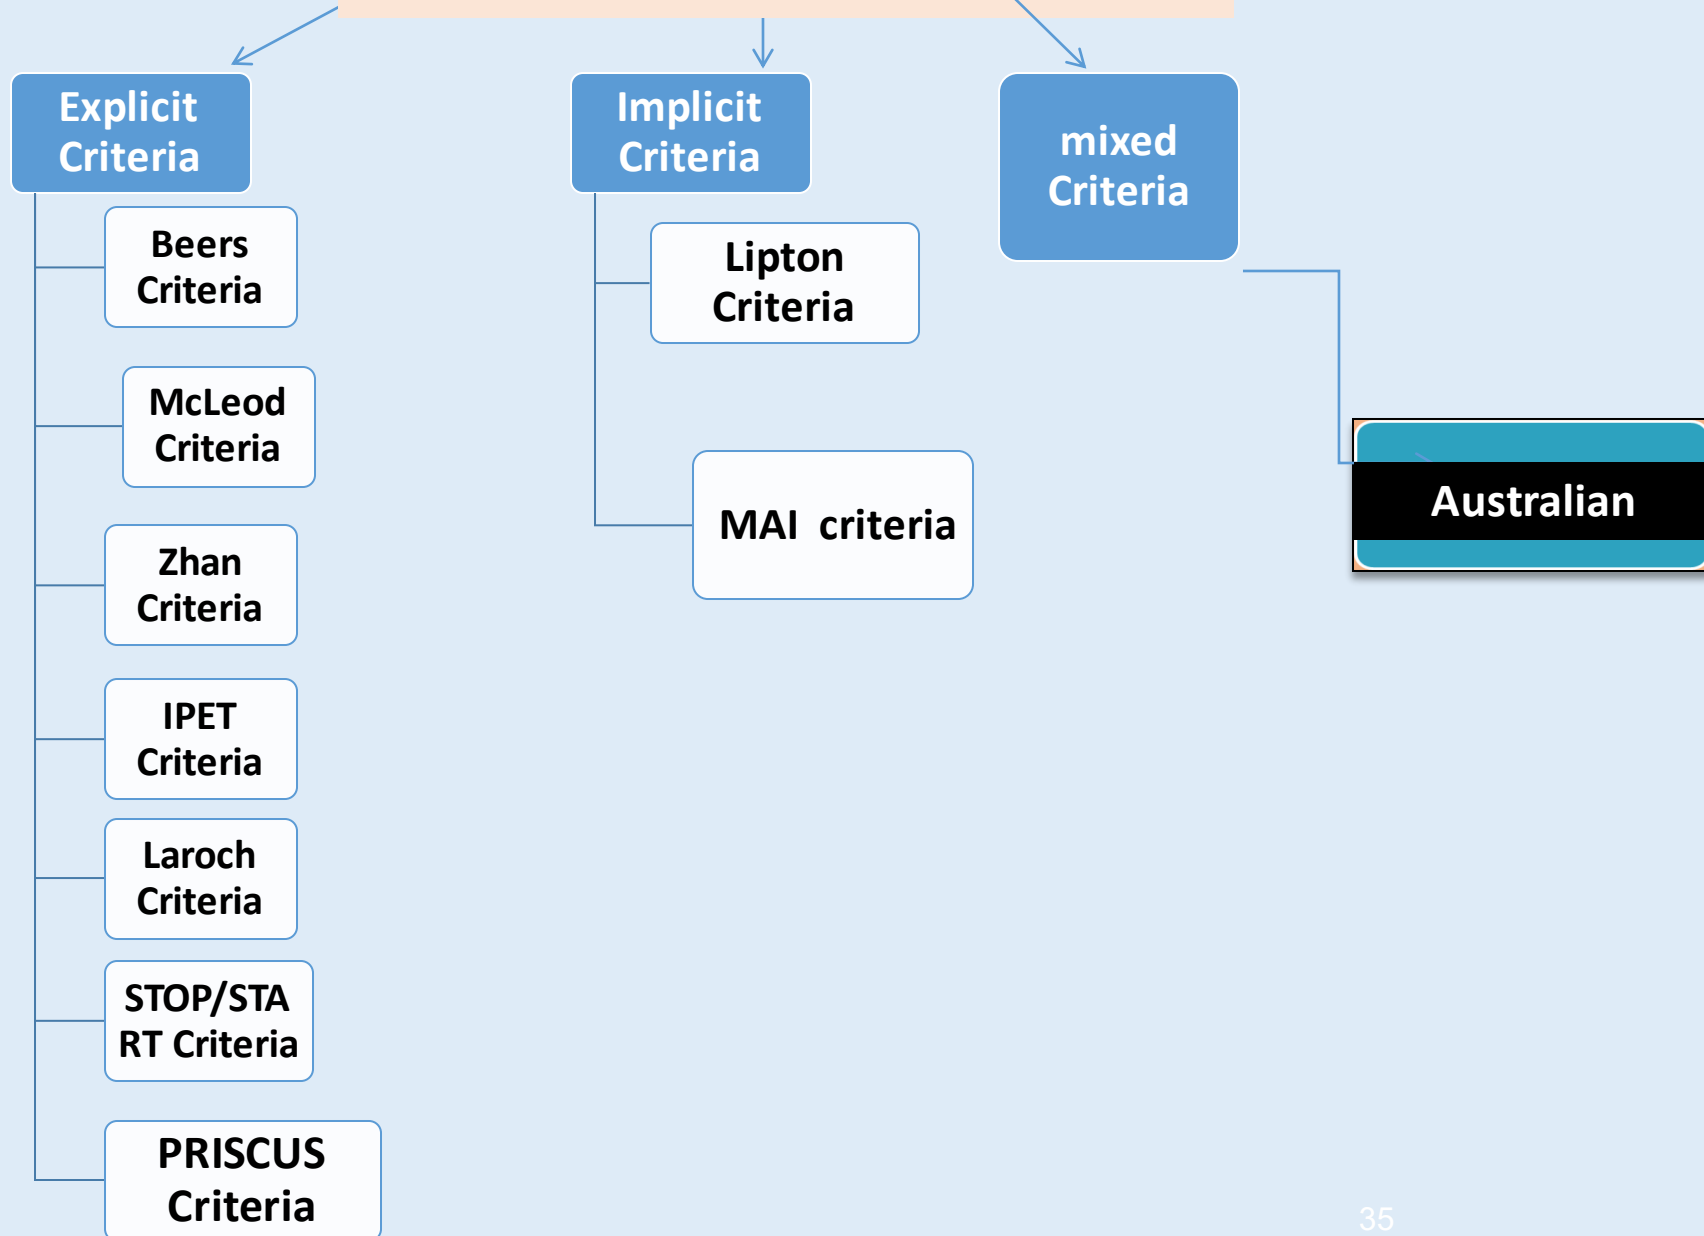 Explicit
Criteria
Beers
Criteria
McLeod
Criteria
Zhan
Criteria
IPET
Criteria
Laroch
Criteria
STOP/STA
RT Criteria
PRISCUS
Criteria
Implicit
Criteria
Lipton
Criteria
MAI criteria
mixed
Criteria
Australian
35